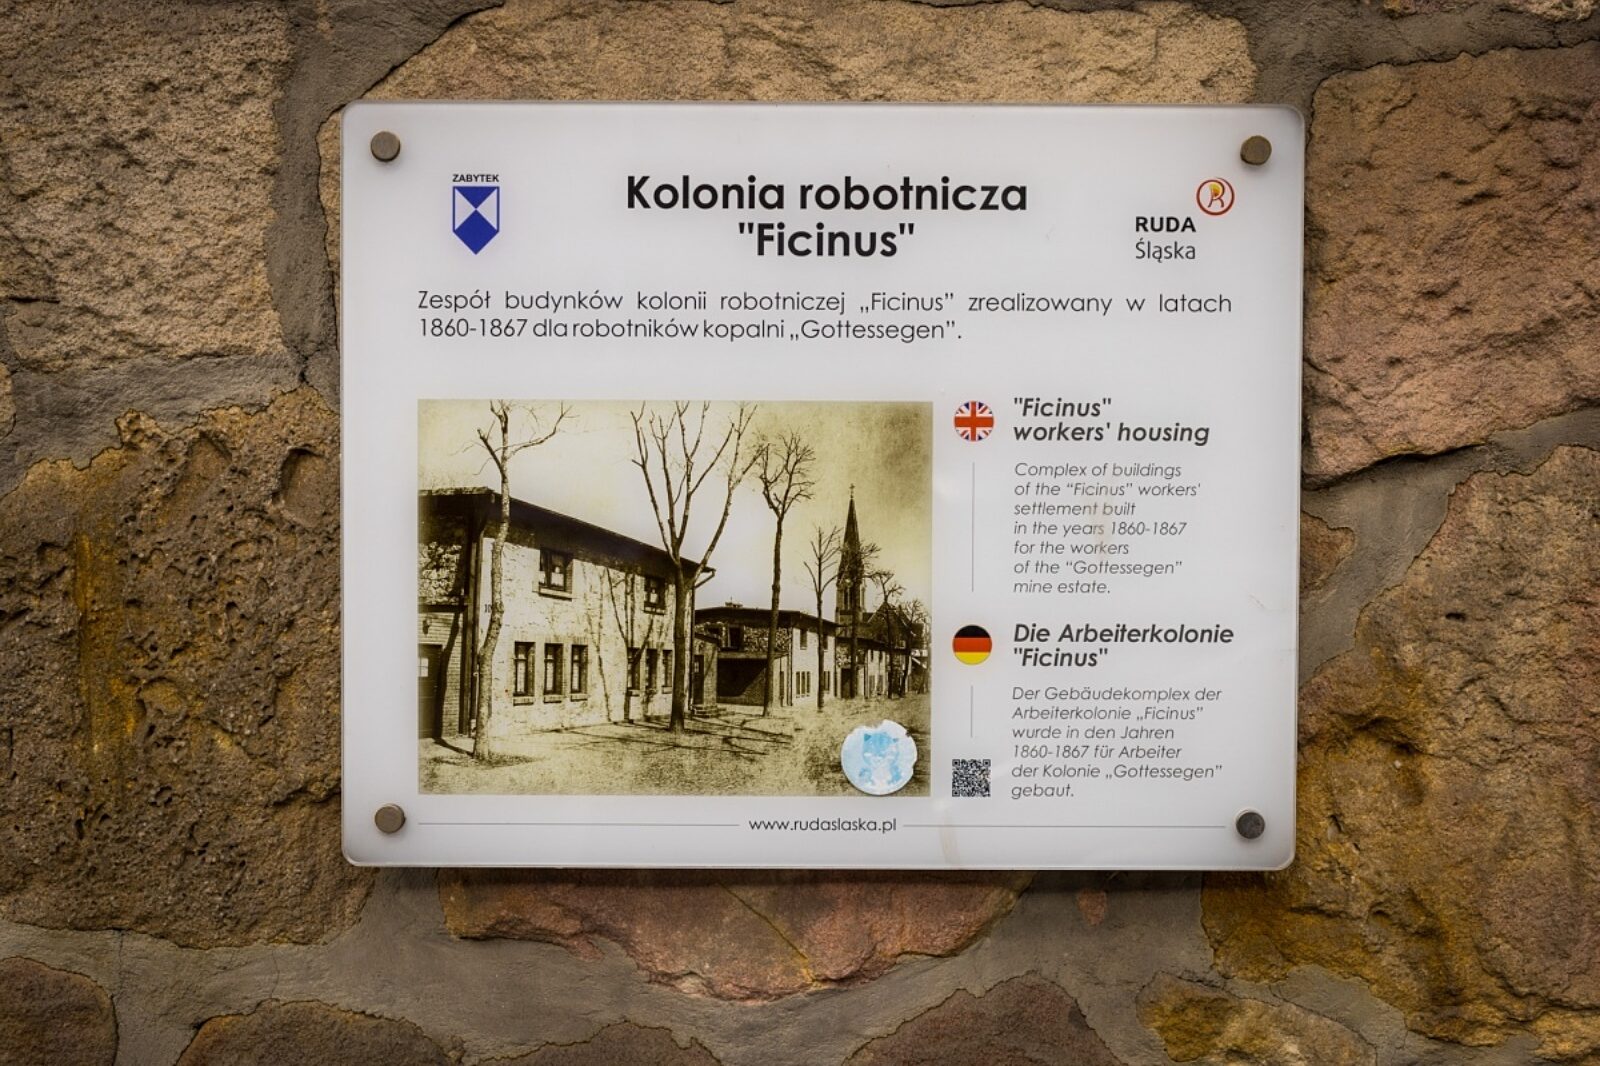 ZABYTEK
Kolonia robotnicza
"Ficinus"
RUDA
Śląska
Zespół budynków kolonii robotniczej „Ficinus” zrealizowany w latach
1860-1867 dla robotników kopalni „Gottessegen”.
"Ficinus"
workers' housing
Complex of buildings
of the “Ficinus” workers'
settlement built
in the years 1860-1867
for the workers
of the “Gottessegen”
mine estate.
Die Arbeiterkolonie
"Ficinus"
Der Gebäudekomplex der
Arbeiterkolonie „Ficinus”
wurde in den Jahren
1860-1867 für Arbeiter
der Kolonie „Gottessegen”
gebaut.
www.rudaslaska.pl